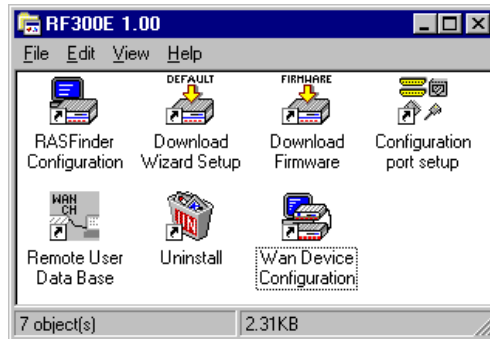 RF300E 1.00
File Edit View Help
DEFAULT FIRMWARE
RASFinder Download Download Configuration
Configuration Wizard Setup Firmware port setup
WAN
CH
UN
Remote User Uninstall Wan Device
Data Base Configuration
7 object(s) 2.31KB